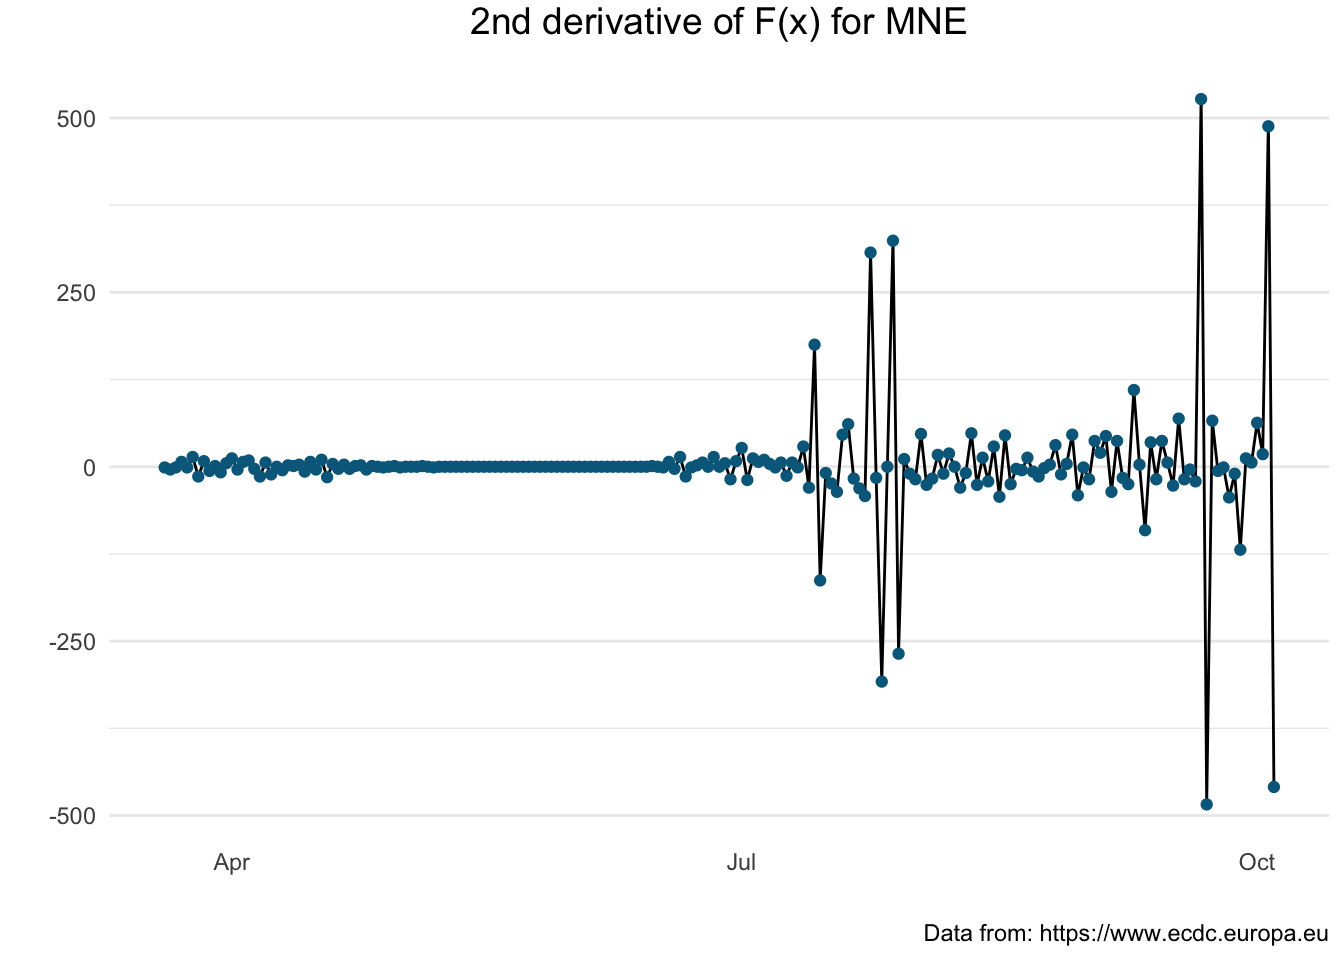 2nd derivative of F(x) for MNE
500
250
0
-250
-500
Apr Jul Oct
Data from: https://www.ecdc.europa.eu